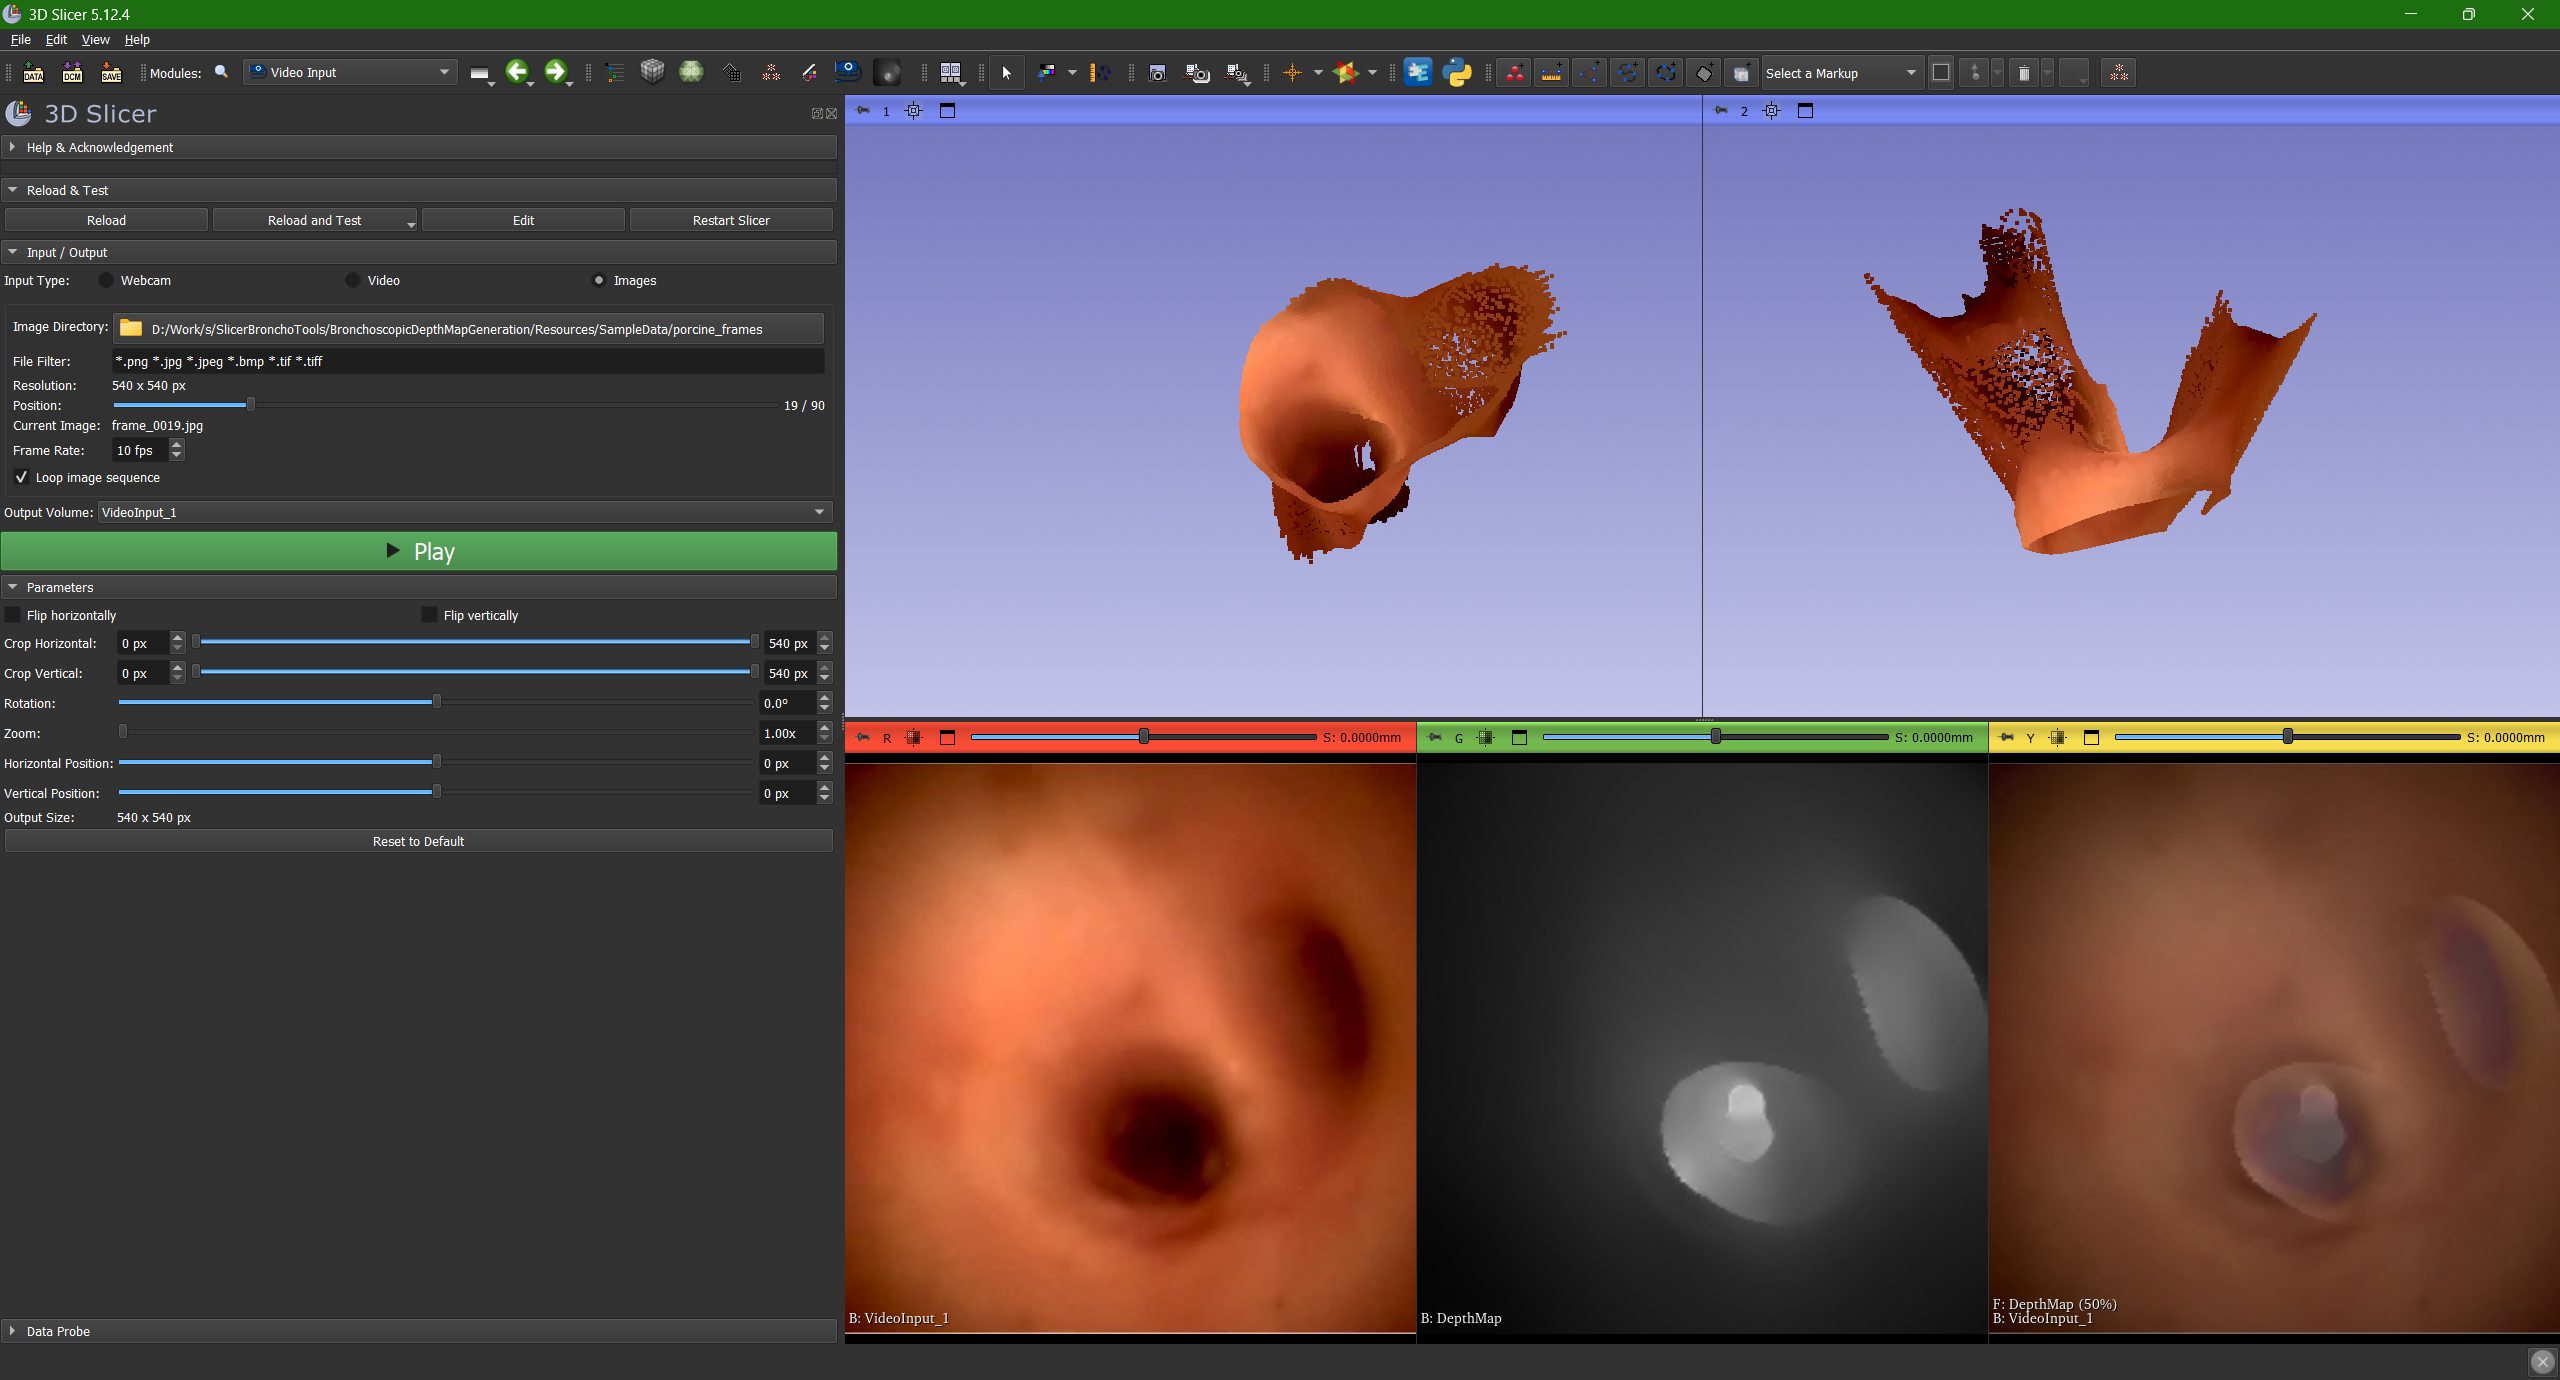 3D Slicer 5.12.4
File Edit View Help
DATA DCM SAVE Modules: Video Input Select a Markup
3D Slicer
Help & Acknowledgement
Reload & Test
Reload Reload and Test Edit Restart Slicer
Input / Output
Input Type: Webcam Video Images
Image Directory: D:/Work/s/SlicerBronchoTools/BronchoscopicDepthMapGeneration/Resources/SampleData/porcine_frames
File Filter: *.png *.jpg *.jpeg *.bmp *.tif *.tiff
Resolution: 540 x 540 px
Position: 19 / 90
Current Image: frame_0019.jpg
Frame Rate: 10 fps
Loop image sequence
Output Volume: VideoInput_1
Play
Parameters
Flip horizontally Flip vertically
Crop Horizontal: 0 px 540 px
Crop Vertical: 0 px 540 px
Rotation: 0.0°
Zoom: 1.00x
Horizontal Position: 0 px
Vertical Position: 0 px
Output Size: 540 x 540 px
Reset to Default
Data Probe
1
2
R S: 0.0000mm
G S: 0.0000mm
Y S: 0.0000mm
B: VideoInput_1
B: DepthMap
F: DepthMap (50%)
B: VideoInput_1